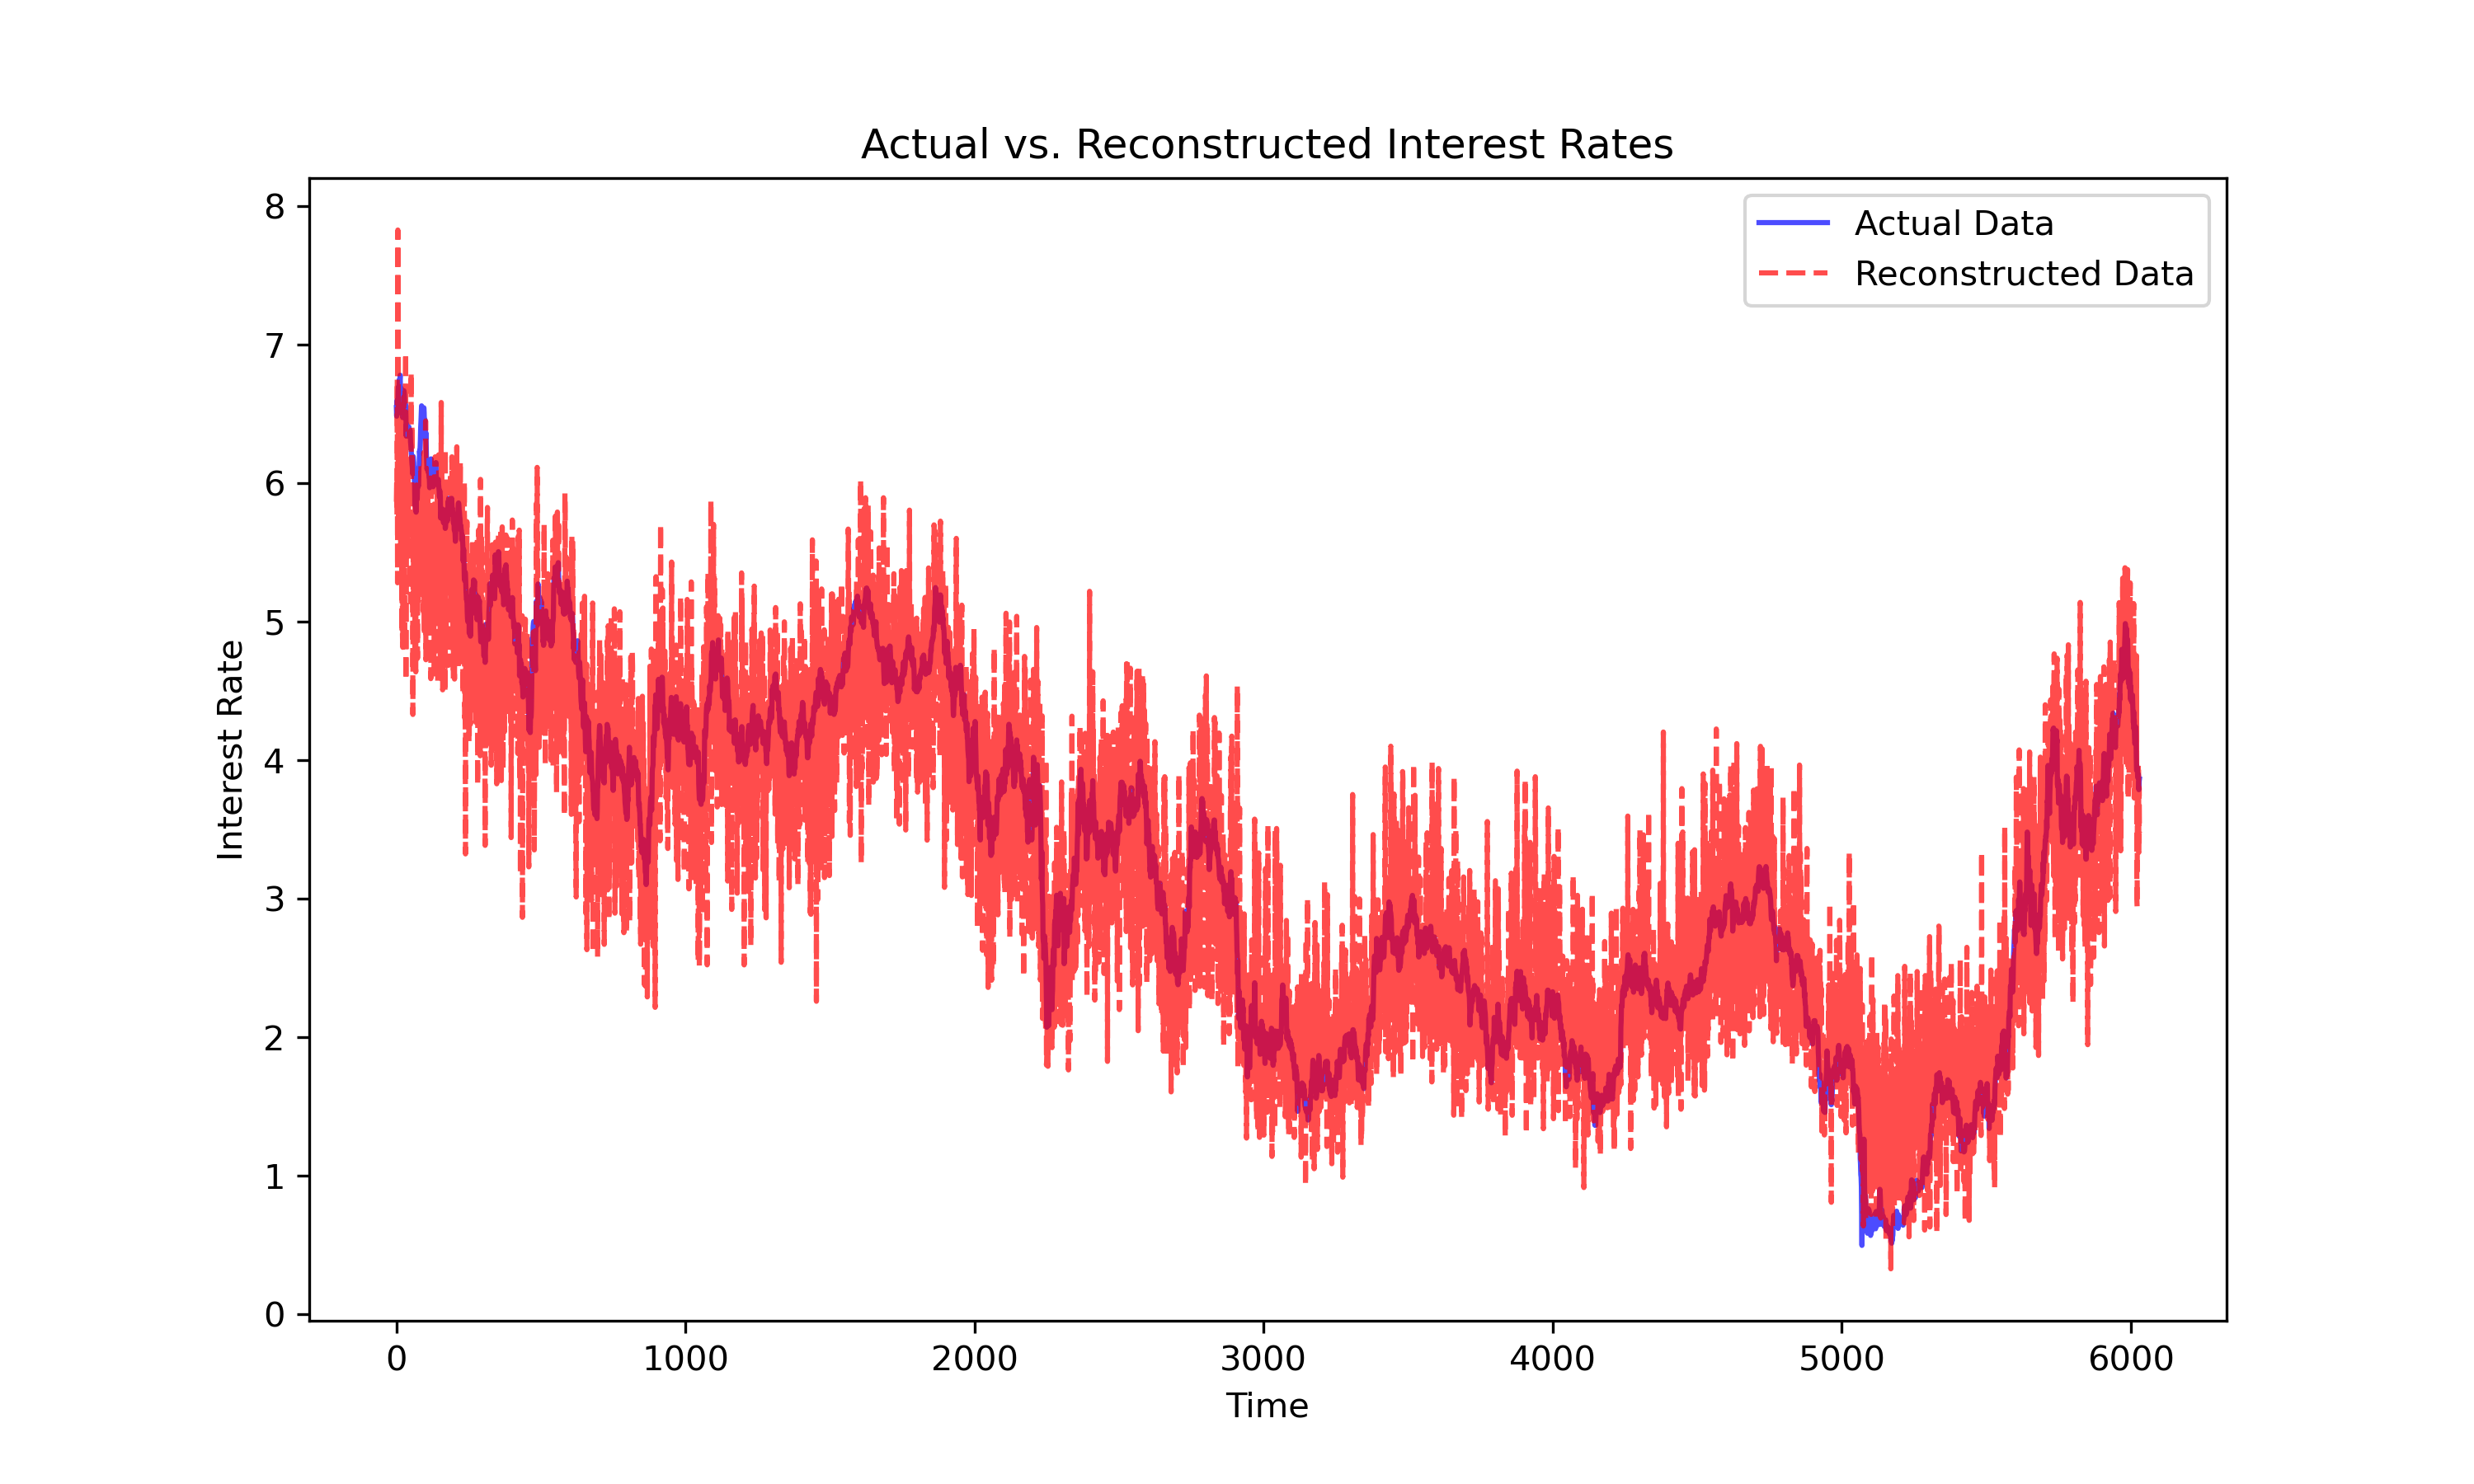 Actual vs. Reconstructed Interest Rates
Actual Data
Reconstructed Data
8
7
6
5
4
3
2
1
0
Interest Rate
0 1000 2000 3000 4000 5000 6000
Time